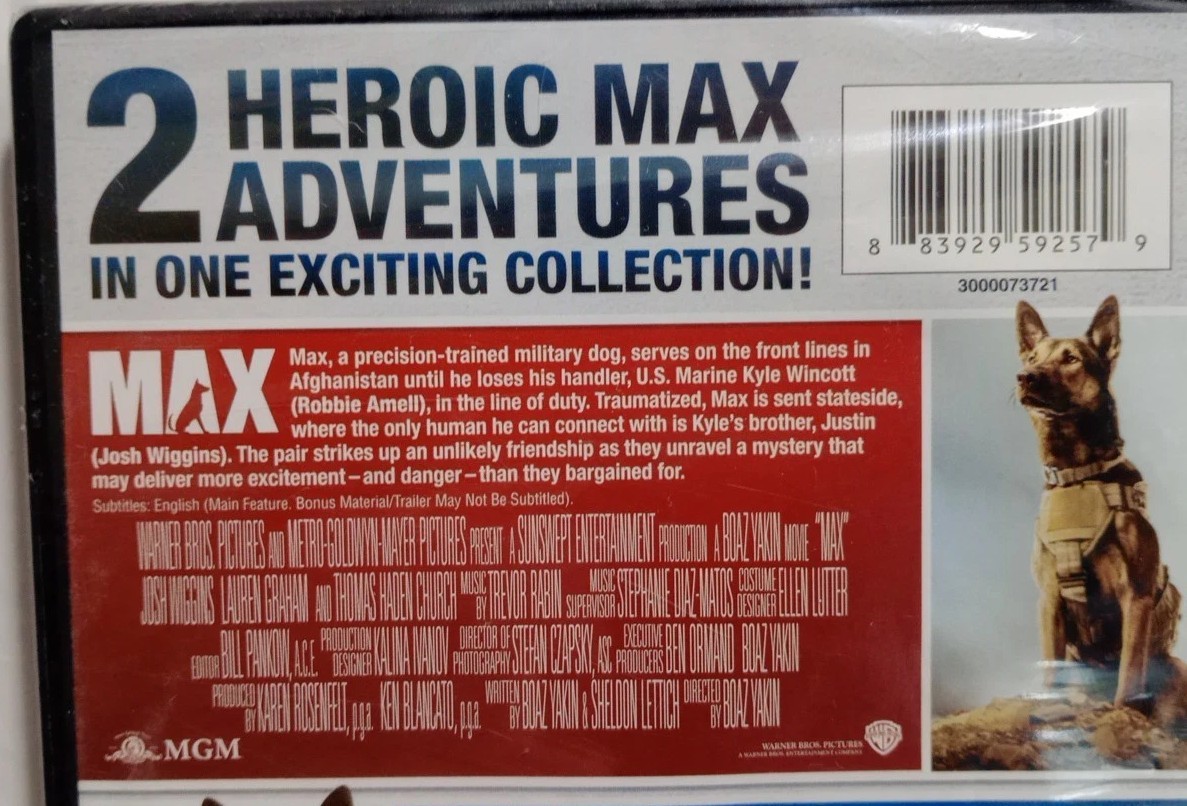 2 HEROIC MAX
ADVENTURES
IN ONE EXCITING COLLECTION!
8 83929 59257 9
3000073721
MAX
Max, a precision-trained military dog, serves on the front lines in
Afghanistan until he loses his handler, U.S. Marine Kyle Wincott
(Robbie Amell), in the line of duty. Traumatized, Max is sent stateside,
where the only human he can connect with is Kyle's brother, Justin
(Josh Wiggins). The pair strikes up an unlikely friendship as they unravel a mystery that
may deliver more excitement—and danger—than they bargained for.
Subtitles: English (Main Feature. Bonus Material/Trailer May Not Be Subtitled).
WARNER BROS. PICTURES AND METRO-GOLDWYN-MAYER PICTURES PRESENT A SUNSWEPT ENTERTAINMENT PRODUCTION A BOAZ YAKIN MOVIE "MAX"
JOSH WIGGINS LAUREN GRAHAM AND THOMAS HADEN CHURCH MUSIC BY TREVOR RABIN MUSIC SUPERVISOR STEPHANIE DIAZ-MATOS COSTUME DESIGNER ELLEN LUTTER
EDITOR BILL PANKOW, A.C.E. PRODUCTION DESIGNER KALINA IVANOV DIRECTOR OF PHOTOGRAPHY STEFAN CZAPSKY, ASC EXECUTIVE PRODUCERS BEN ORMAND BOAZ YAKIN
PRODUCED BY KAREN ROSENFELT, p.g.a. KEN BLANCATO, p.g.a. WRITTEN BY BOAZ YAKIN & SHELDON LETTICH DIRECTED BY BOAZ YAKIN
MGM
WARNER BROS. PICTURES
A WARNER BROS. ENTERTAINMENT COMPANY